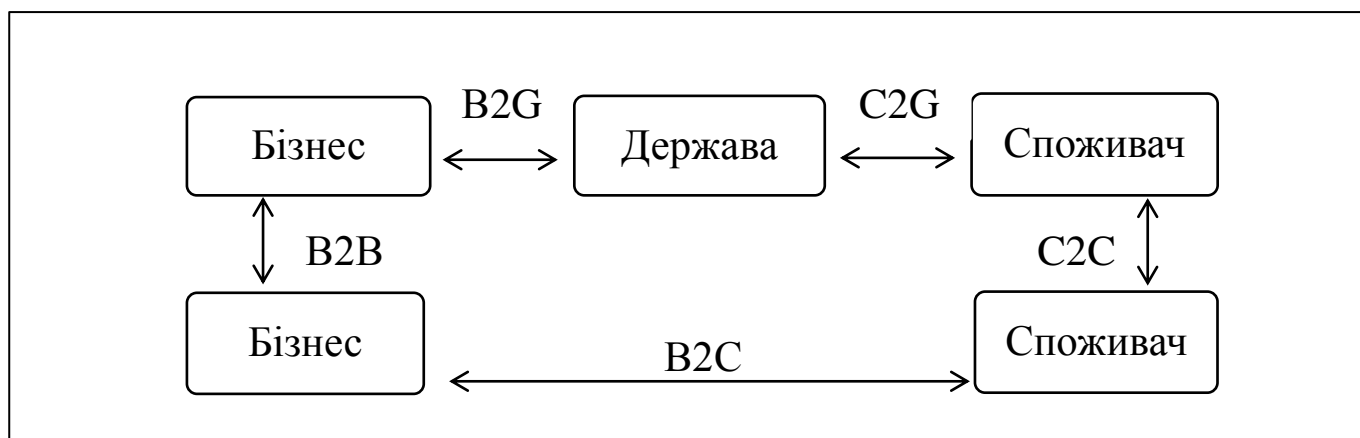 B2G
C2G
Бізнес
Держава
Споживач
B2B
C2C
Бізнес
Споживач
B2C